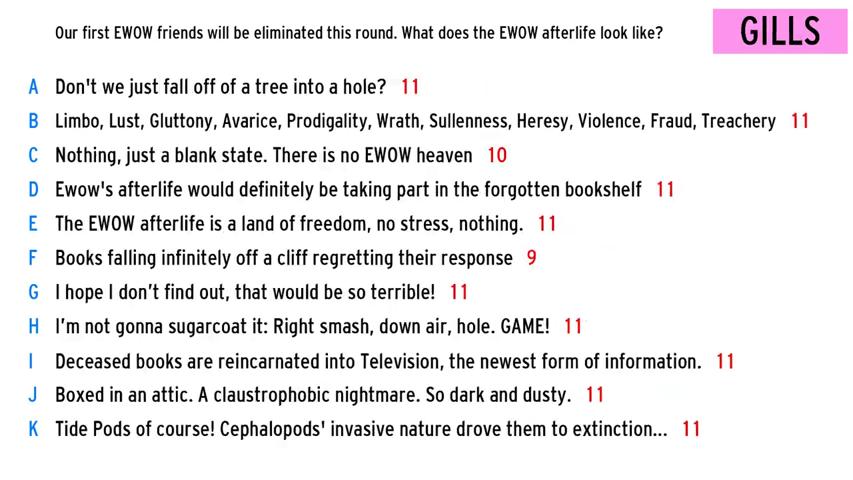 Our first EWOW friends will be eliminated this round. What does the EWOW afterlife look like?
GILLS
A Don't we just fall off of a tree into a hole? 11
B Limbo, Lust, Gluttony, Avarice, Prodigality, Wrath, Sullenness, Heresy, Violence, Fraud, Treachery 11
C Nothing, just a blank state. There is no EWOW heaven 10
D Ewow's afterlife would definitely be taking part in the forgotten bookshelf 11
E The EWOW afterlife is a land of freedom, no stress, nothing. 11
F Books falling infinitely off a cliff regretting their response 9
G I hope I don’t find out, that would be so terrible! 11
H I’m not gonna sugarcoat it: Right smash, down air, hole. GAME! 11
I Deceased books are reincarnated into Television, the newest form of information. 11
J Boxed in an attic. A claustrophobic nightmare. So dark and dusty. 11
K Tide Pods of course! Cephalopods' invasive nature drove them to extinction... 11